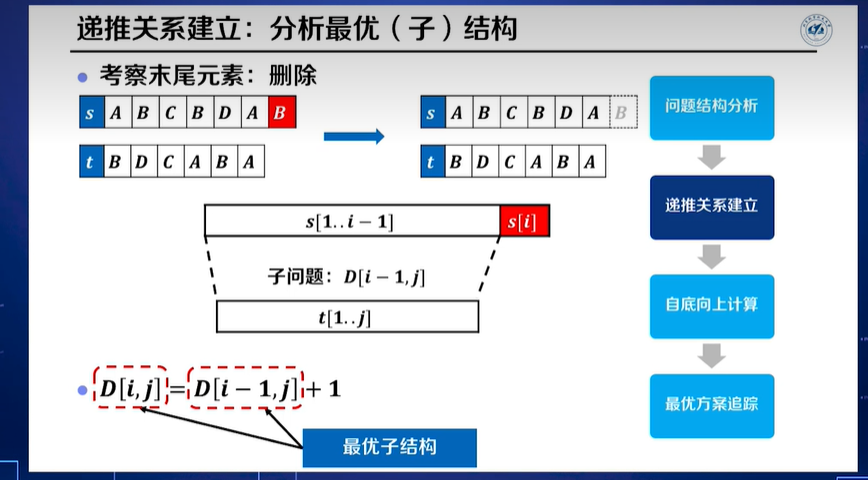 递推关系建立：分析最优（子）结构
考察末尾元素：删除
s A B C B D A B
s A B C B D A B
t B D C A B A
t B D C A B A
s[1..i − 1] s[i]
子问题：D[i − 1,j]
t[1..j]
D[i,j]=D[i − 1,j]+ 1
最优子结构
问题结构分析
递推关系建立
自底向上计算
最优方案追踪